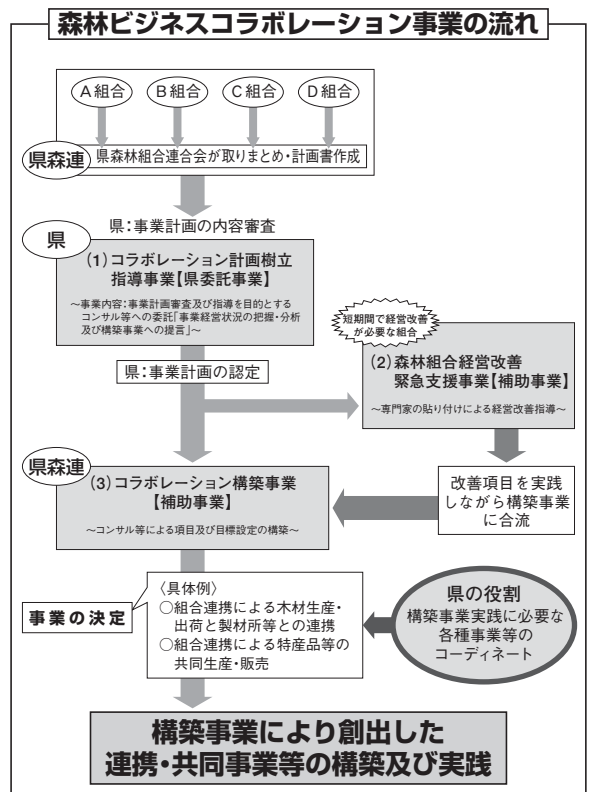 森林ビジネスコラボレーション事業の流れ
A組合
B組合
C組合
D組合
県森連
県森林組合連合会が取りまとめ・計画書作成
県：事業計画の内容審査
県
(1)コラボレーション計画樹立
指導事業【県委託事業】
〜事業内容：事業計画審査及び指導を目的とする
コンサル等への委託「事業経営状況の把握・分析
及び構築事業への提言」〜
短期間で経営改善
が必要な組合
(2)森林組合経営改善
緊急支援事業【補助事業】
〜専門家の貼り付けによる経営改善指導〜
県：事業計画の認定
県森連
(3)コラボレーション構築事業
【補助事業】
〜コンサル等による項目及び目標設定の構築〜
改善項目を実践
しながら構築事業
に合流
事業の決定
〈具体例〉
○組合連携による木材生産・
出荷と製材所等との連携
○組合連携による特産品等の
共同生産・販売
県の役割
構築事業実践に必要な
各種事業等の
コーディネート
構築事業により創出した
連携・共同事業等の構築及び実践